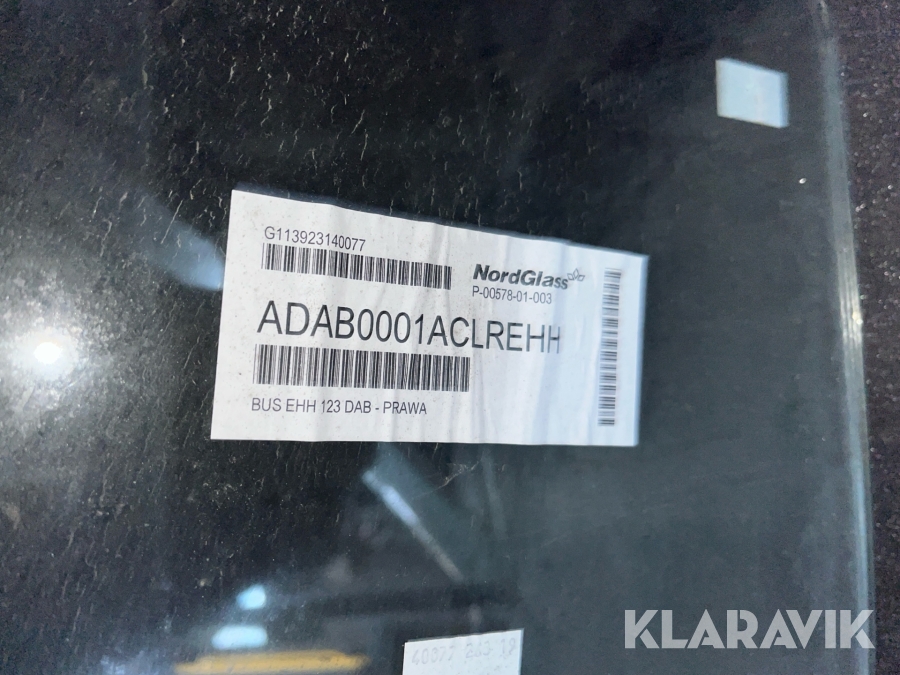 G113923140077
NordGlass
P-00578-01-003
ADAB0001ACLREHH
BUS EHH 123 DAB - PRAWA
KLARAVIK